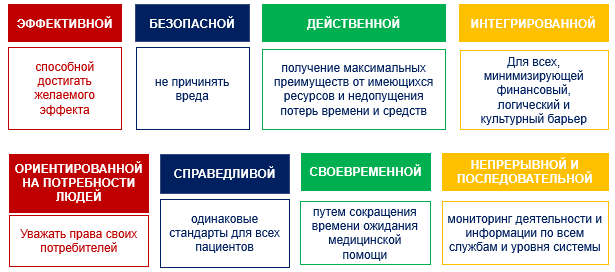 ЭФФЕКТИВНОЙ
способной
достигать
желаемого
эффекта
БЕЗОПАСНОЙ
не причинять
вреда
ДЕЙСТВЕННОЙ
получение максимальных
преимуществ от имеющихся
ресурсов и недопущения
потерь времени и средств
ИНТЕГРИРОВАННОЙ
Для всех,
минимизирующей
финансовый,
логический и
культурный барьер
ОРИЕНТИРОВАННОЙ
НА ПОТРЕБНОСТИ
ЛЮДЕЙ
Уважать права своих
потребителей
СПРАВЕДЛИВОЙ
одинаковые
стандарты для всех
пациентов
СВОЕВРЕМЕННОЙ
путем сокращения
времени ожидания
медицинской
помощи
НЕПРЕРЫВНОЙ И
ПОСЛЕДОВАТЕЛЬНОЙ
мониторинг деятельности и
информации по всем
службам и уровня системы